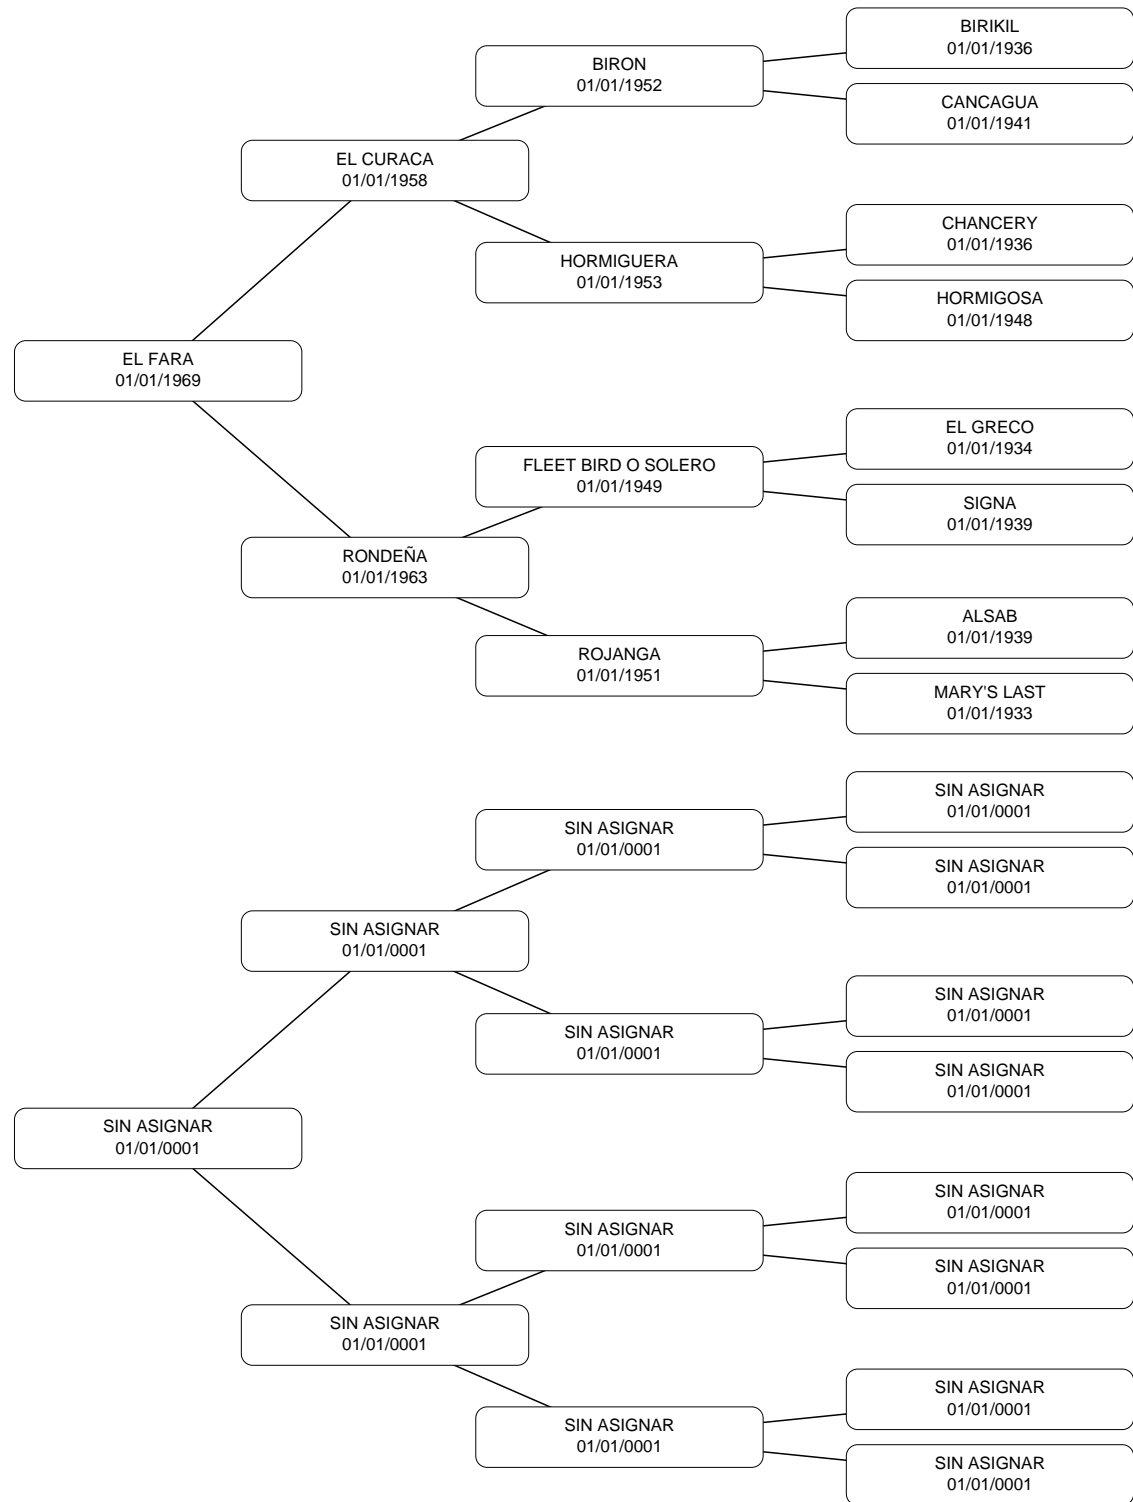 BIRIKIL
01/01/1936
BIRON
01/01/1952
CANCAGUA
01/01/1941
EL CURACA
01/01/1958
CHANCERY
01/01/1936
HORMIGUERA
01/01/1953
HORMIGOSA
01/01/1948
EL FARA
01/01/1969
EL GRECO
01/01/1934
FLEET BIRD O SOLERO
01/01/1949
SIGNA
01/01/1939
RONDEÑA
01/01/1963
ALSAB
01/01/1939
ROJANGA
01/01/1951
MARY'S LAST
01/01/1933
SIN ASIGNAR
01/01/0001
SIN ASIGNAR
01/01/0001
SIN ASIGNAR
01/01/0001
SIN ASIGNAR
01/01/0001
SIN ASIGNAR
01/01/0001
SIN ASIGNAR
01/01/0001
SIN ASIGNAR
01/01/0001
SIN ASIGNAR
01/01/0001
SIN ASIGNAR
01/01/0001
SIN ASIGNAR
01/01/0001
SIN ASIGNAR
01/01/0001
SIN ASIGNAR
01/01/0001
SIN ASIGNAR
01/01/0001
SIN ASIGNAR
01/01/0001
SIN ASIGNAR
01/01/0001